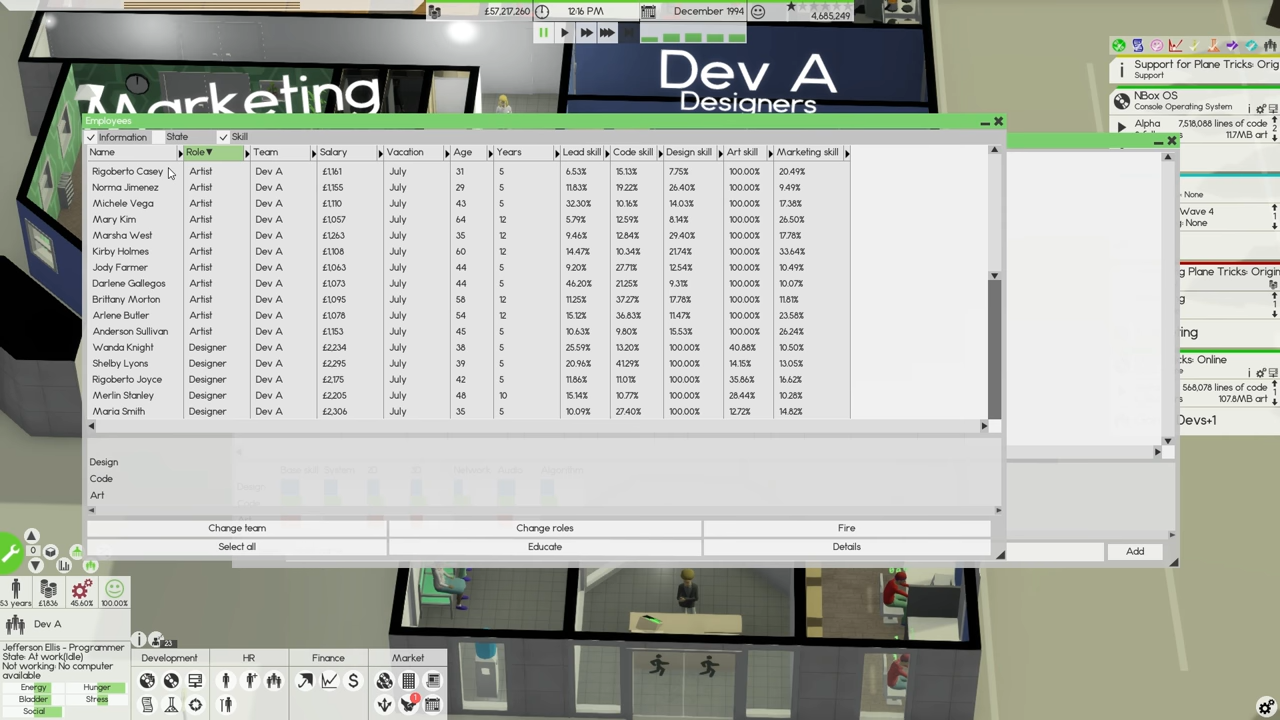 £57,217,260 12:16 PM December 1994 4,685,249
Marketing
Dev A
Designers
Support for Plane Tricks: Orig
Support
NBox OS
Console Operating System
Alpha 7,518,088 lines of code
117MB art
None
Wave 4
: None
g Plane Tricks: Origin
ring
cks: Online
568,078 lines of code
107.8MB art
Devs+1
Employees
Information State Skill
Name Role▼ Team Salary Vacation Age Years Lead skill Code skill Design skill Art skill Marketing skill
Rigoberto Casey Artist Dev A £1,161 July 31 5 6.53% 15.13% 7.75% 100.00% 20.49%
Norma Jimenez Artist Dev A £1,155 July 29 5 11.83% 19.22% 26.40% 100.00% 9.49%
Michele Vega Artist Dev A £1,110 July 43 5 32.30% 10.16% 14.03% 100.00% 17.38%
Mary Kim Artist Dev A £1,057 July 64 12 5.79% 12.59% 8.14% 100.00% 26.50%
Marsha West Artist Dev A £1,263 July 35 12 9.46% 12.84% 29.40% 100.00% 17.78%
Kirby Holmes Artist Dev A £1,108 July 60 12 14.47% 10.34% 21.74% 100.00% 33.64%
Jody Farmer Artist Dev A £1,063 July 44 5 9.20% 27.71% 12.54% 100.00% 10.49%
Darlene Gallegos Artist Dev A £1,073 July 44 5 46.20% 21.25% 9.31% 100.00% 10.07%
Brittany Morton Artist Dev A £1,095 July 58 12 11.25% 37.27% 17.78% 100.00% 11.81%
Arlene Butler Artist Dev A £1,078 July 54 12 15.12% 36.83% 11.47% 100.00% 23.58%
Anderson Sullivan Artist Dev A £1,153 July 45 5 10.63% 9.80% 15.53% 100.00% 26.24%
Wanda Knight Designer Dev A £2,234 July 38 5 25.59% 13.20% 100.00% 40.88% 10.50%
Shelby Lyons Designer Dev A £2,295 July 39 5 20.96% 41.29% 100.00% 14.15% 13.05%
Rigoberto Joyce Designer Dev A £2,175 July 42 5 11.86% 11.01% 100.00% 35.86% 16.62%
Merlin Stanley Designer Dev A £2,205 July 48 10 15.14% 10.77% 100.00% 28.44% 10.28%
Maria Smith Designer Dev A £2,306 July 35 5 10.09% 27.40% 100.00% 12.72% 14.82%
Design
Code
Art
Change team Change roles Fire
Select all Educate Details
Add
0
53 years £1,836 45.60% 100.00%
Dev A
23
Jefferson Ellis - Programmer
State: At work(Idle)
Not working: No computer
available
Energy Hunger
Bladder Stress
Social
Development HR Finance Market